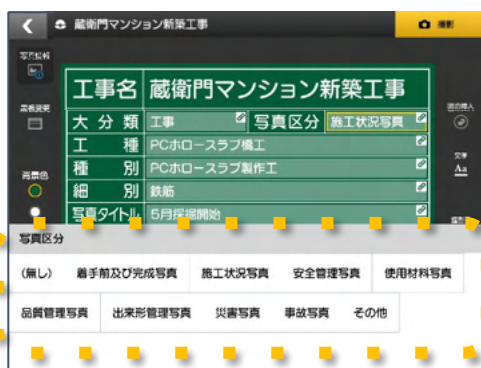 蔵衛門マンション新築工事
撮影
写真情報
黒板変更
背景色
工事名 蔵衛門マンション新築工事
大分類 工事 写真区分 施工状況写真
工種 PCホロースラブ橋工
種別 PCホロースラブ製作工
細別 鉄筋
写真タイトル 5月採掘開始
図の挿入
文字
Aa
写真区分
(無し) 着手前及び完成写真 施工状況写真 安全管理写真 使用材料写真
品質管理写真 出来形管理写真 災害写真 事故写真 その他